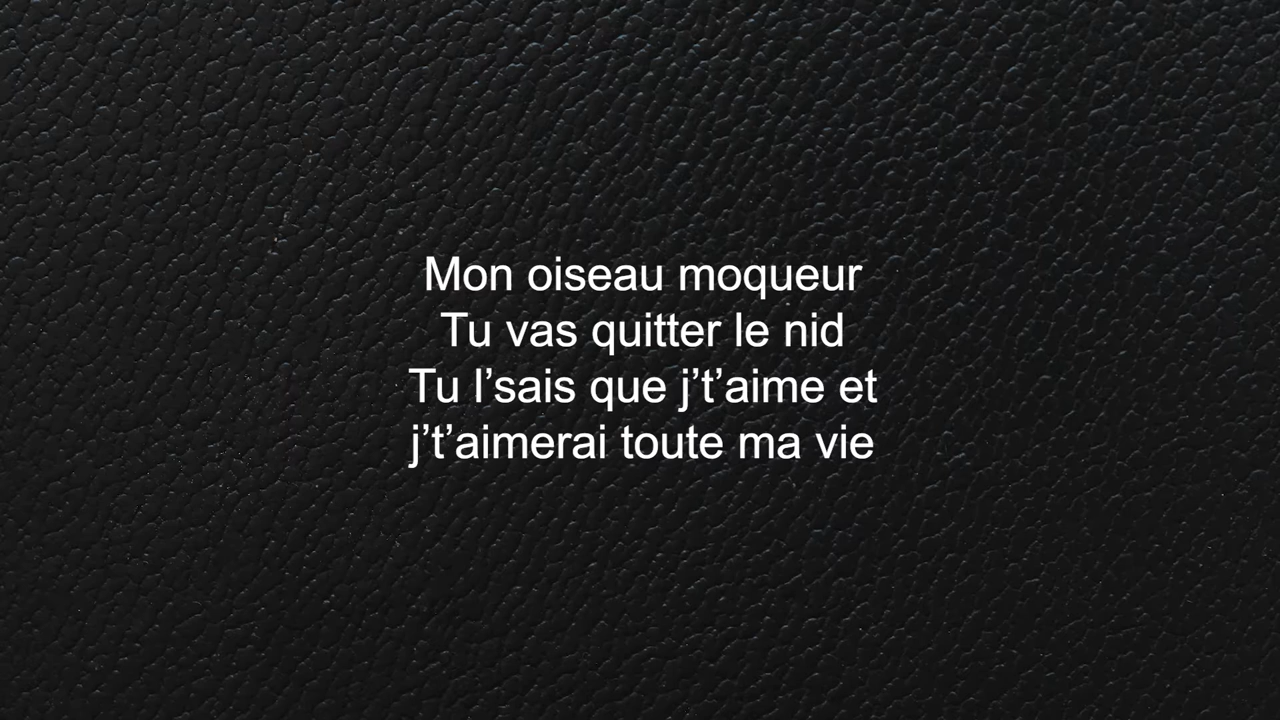 Mon oiseau moqueur
Tu vas quitter le nid
Tu l’sais que j’t’aime et
j’t’aimerai toute ma vie